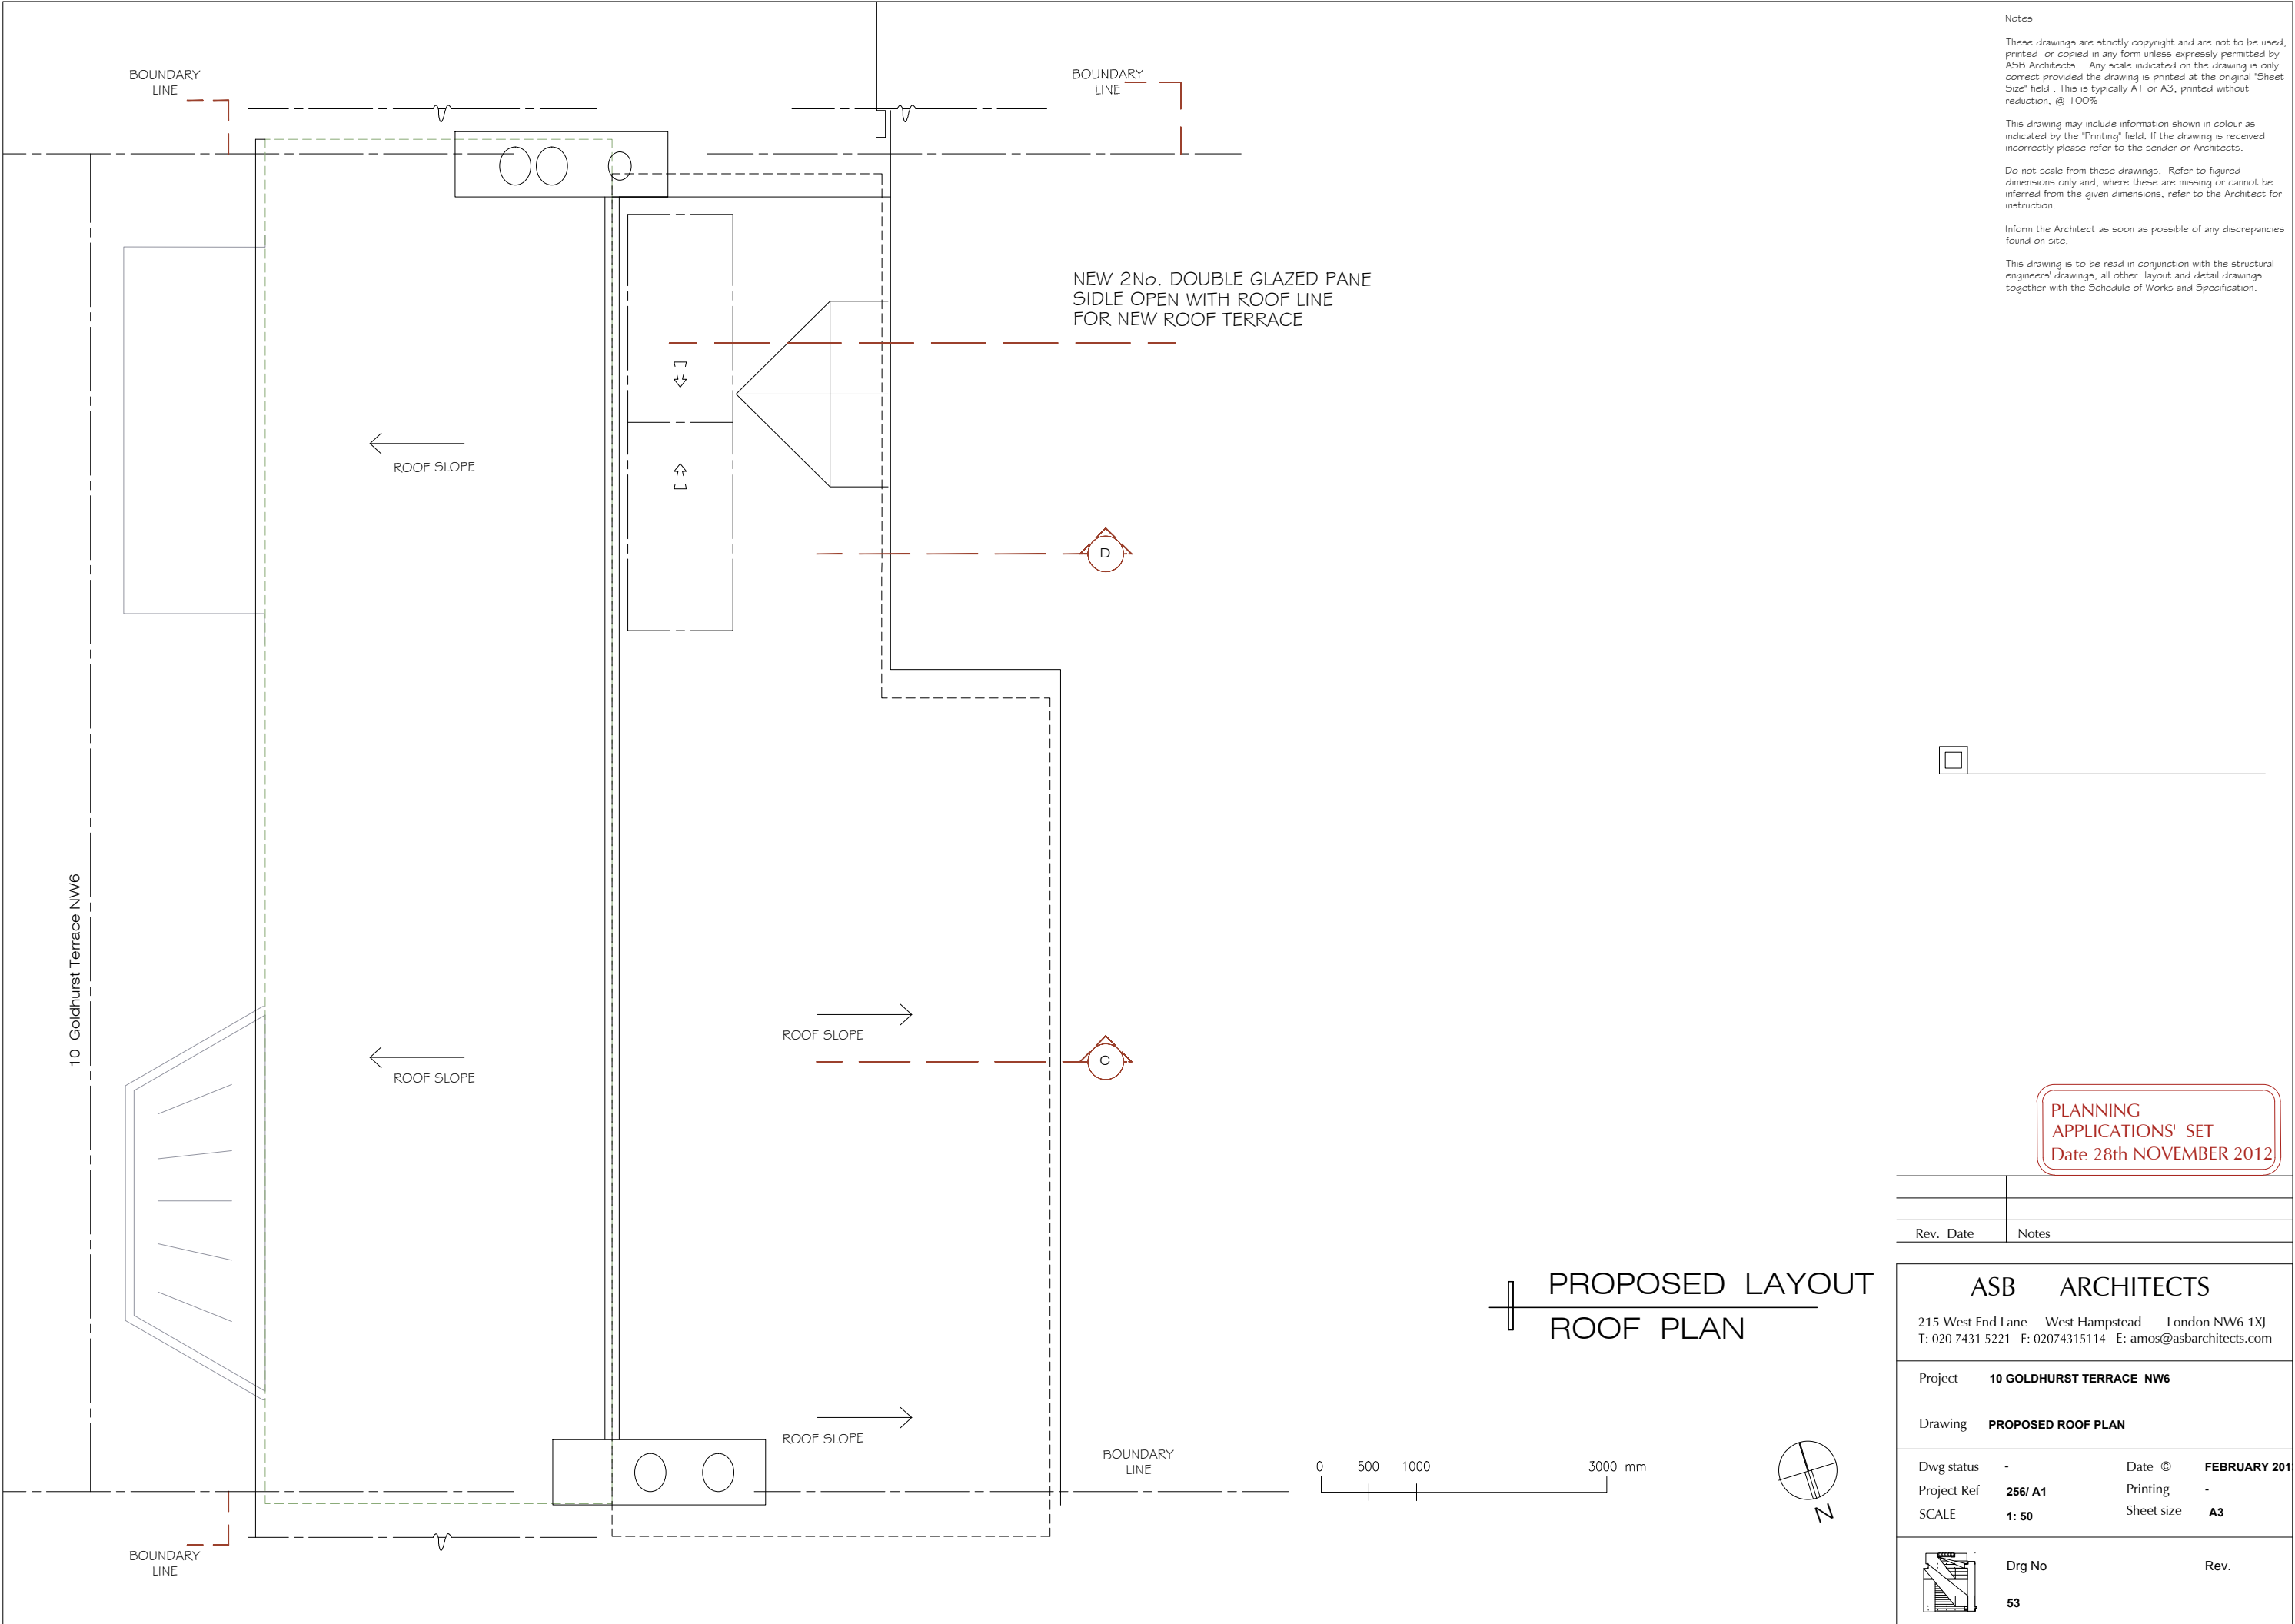 Notes
These drawings are strictly copyright and are not to be used,
printed or copied in any form unless expressly permitted by
ASB Architects. Any scale indicated on the drawing is only
correct provided the drawing is printed at the original "Sheet
Size" field . This is typically A1 or A3, printed without
reduction, @ 100%
This drawing may include information shown in colour as
indicated by the "Printing" field. If the drawing is received
incorrectly please refer to the sender or Architects.
Do not scale from these drawings. Refer to figured
dimensions only and, where these are missing or cannot be
inferred from the given dimensions, refer to the Architect for
instruction.
Inform the Architect as soon as possible of any discrepancies
found on site.
This drawing is to be read in conjunction with the structural
engineers' drawings, all other layout and detail drawings
together with the Schedule of Works and Specification.
BOUNDARY
LINE
BOUNDARY
LINE
NEW 2No. DOUBLE GLAZED PANE
SIDLE OPEN WITH ROOF LINE
FOR NEW ROOF TERRACE
ROOF SLOPE
D
10 Goldhurst Terrace NW6
ROOF SLOPE
C
ROOF SLOPE
ROOF SLOPE
BOUNDARY
LINE
BOUNDARY
LINE
0 500 1000 3000 mm
N
PROPOSED LAYOUT
ROOF PLAN
PLANNING
APPLICATIONS' SET
Date 28th NOVEMBER 2012
Rev. Date Notes
ASB ARCHITECTS
215 West End Lane West Hampstead London NW6 1XJ
T: 020 7431 5221 F: 02074315114 E: amos@asbarchitects.com
Project 10 GOLDHURST TERRACE NW6
Drawing PROPOSED ROOF PLAN
Dwg status - Date © FEBRUARY 201
Project Ref 256/ A1 Printing -
SCALE 1: 50 Sheet size A3
Drg No Rev.
53